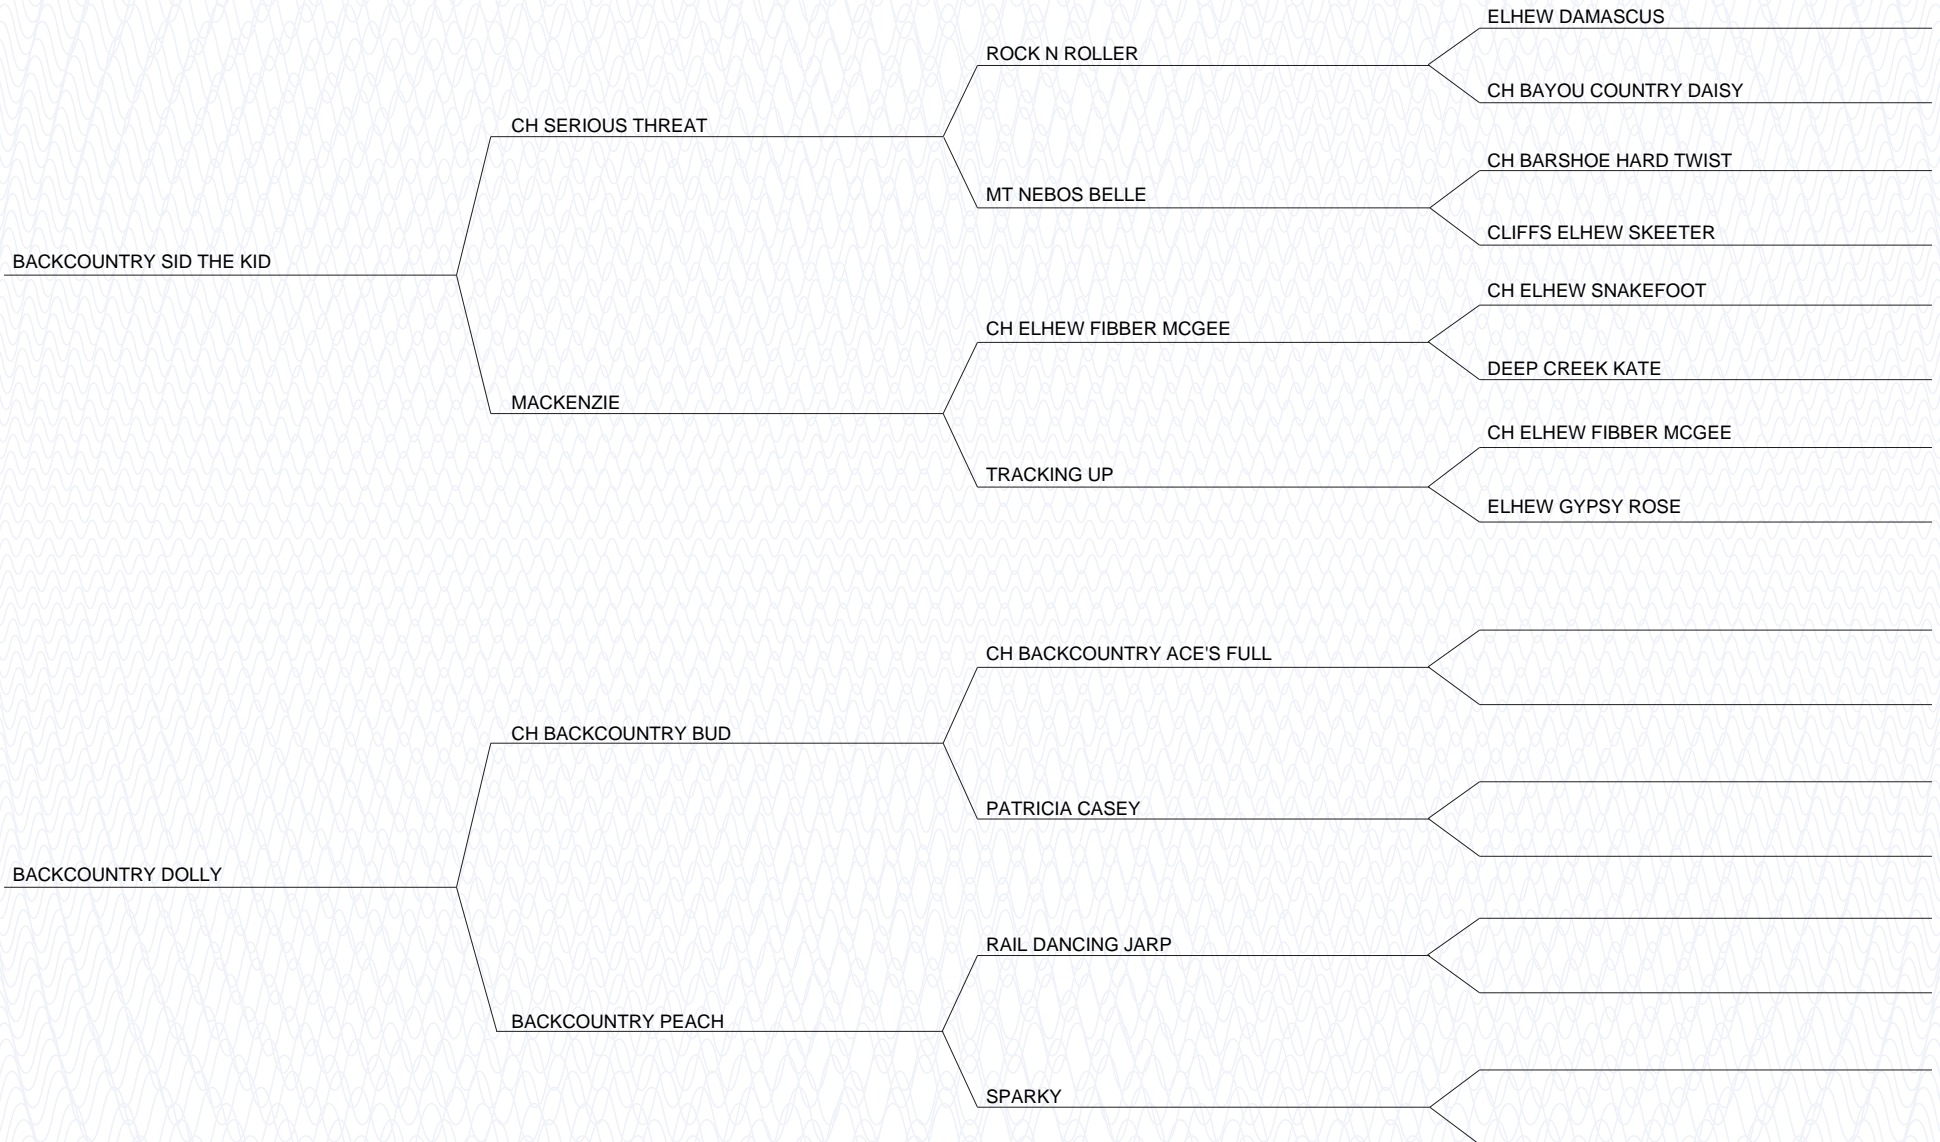 ELHEW DAMASCUS
ROCK N ROLLER
CH BAYOU COUNTRY DAISY
CH SERIOUS THREAT
CH BARSHOE HARD TWIST
MT NEBOS BELLE
CLIFFS ELHEW SKEETER
BACKCOUNTRY SID THE KID
CH ELHEW SNAKEFOOT
CH ELHEW FIBBER MCGEE
DEEP CREEK KATE
MACKENZIE
CH ELHEW FIBBER MCGEE
TRACKING UP
ELHEW GYPSY ROSE
CH BACKCOUNTRY ACE'S FULL
CH BACKCOUNTRY BUD
PATRICIA CASEY
BACKCOUNTRY DOLLY
RAIL DANCING JARP
BACKCOUNTRY PEACH
SPARKY